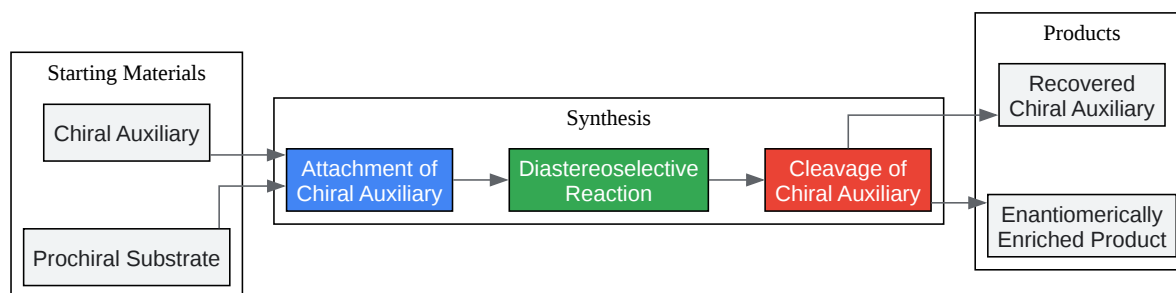 Starting Materials
Chiral Auxiliary
Prochiral Substrate
Synthesis
Attachment of
Chiral Auxiliary
Diastereoselective
Reaction
Cleavage of
Chiral Auxiliary
Products
Recovered
Chiral Auxiliary
Enantiomerically
Enriched Product